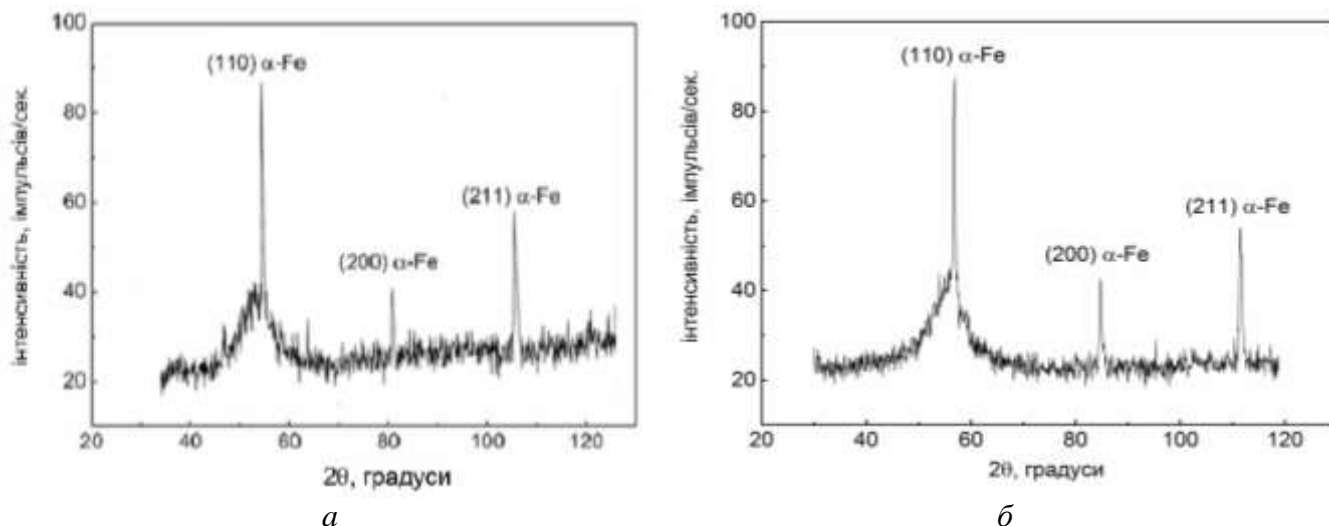 100
80
60
40
20
20 40 60 80 100 120
інтенсивність, імпульсів/сек.
(110) α-Fe
(200) α-Fe
(211) α-Fe
2θ, градуси
а
100
80
60
40
20
20 40 60 80 100 120
інтенсивність, імпульсів/сек.
(110) α-Fe
(200) α-Fe
(211) α-Fe
2θ, градуси
б